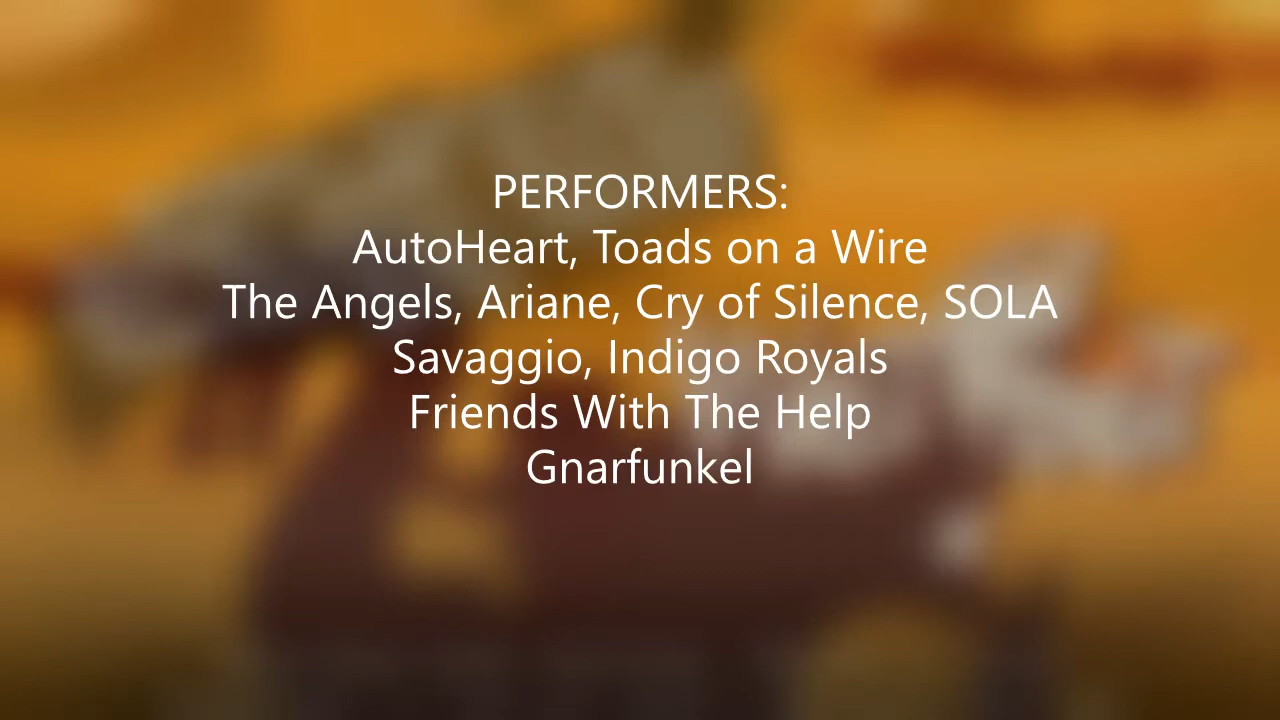 PERFORMERS:
AutoHeart, Toads on a Wire
The Angels, Ariane, Cry of Silence, SOLA
Savaggio, Indigo Royals
Friends With The Help
Gnarfunkel